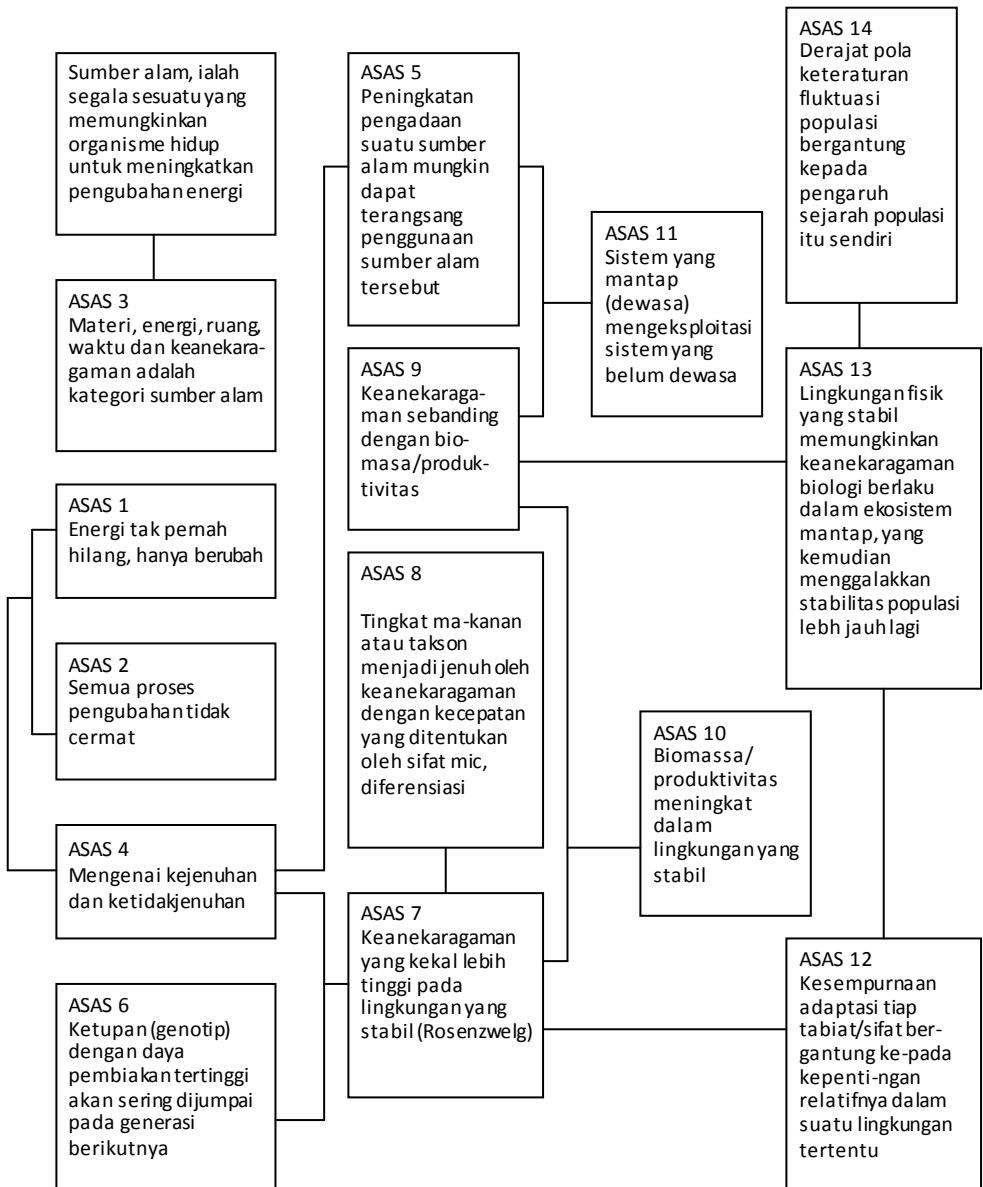 Sumber alam, ialah
segala sesuatu yang
memungkinkan
organisme hidup
untuk meningkatkan
pengubahan energi
ASAS 3
Materi, energi, ruang,
waktu dan keanekara-
gaman adalah
kategori sumber alam
ASAS 1
Energi tak pernah
hilang, hanya berubah
ASAS 2
Semua proses
pengubahan tidak
cermat
ASAS 4
Mengenai kejenuhan
dan ketidakjenuhan
ASAS 6
Ketupan (genotip)
dengan daya
pembiakan tertinggi
akan sering dijumpai
pada generasi
berikutnya
ASAS 5
Peningkatan
pengadaan
suatu sumber
alam mungkin
dapat
terangsang
penggunaan
sumber alam
tersebut
ASAS 9
Keanekaraga-
man sebanding
dengan bio-
masa/produk-
tivitas
ASAS 8
Tingkat ma-kanan
atau takson
menjadi jenuh oleh
keanekaragaman
dengan kecepatan
yang ditentukan
oleh sifat mic,
diferensiasi
ASAS 7
Keanekaragaman
yang kekal lebih
tinggi pada
lingkungan yang
stabil (Rosenzwelg)
ASAS 11
Sistem yang
mantap
(dewasa)
mengeksploitasi
sistem yang
belum dewasa
ASAS 10
Biomassa/
produktivitas
meningkat
dalam
lingkungan yang
stabil
ASAS 14
Derajat pola
keteraturan
fluktuasi
populasi
bergantung
kepada
pengaruh
sejarah populasi
itu sendiri
ASAS 13
Lingkungan fisik
yang stabil
memungkinkan
keanekaragaman
biologi berlaku
dalam ekosistem
mantap, yang
kemudian
menggalakkan
stabilitas populasi
lebh jauh lagi
ASAS 12
Kesempurnaan
adaptasi tiap
tabiat/sifat ber-
gantung ke-pada
kepenti-ngan
relatifnya dalam
suatu lingkungan
tertentu